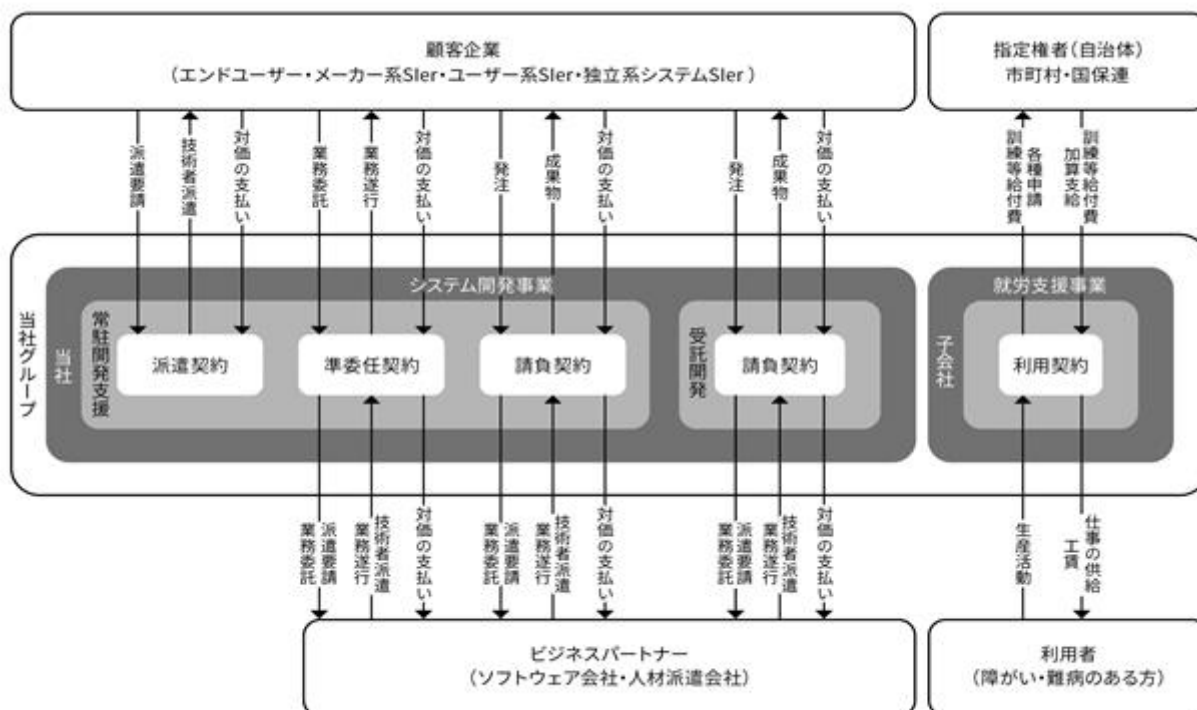 顧客企業
(エンドユーザー・メーカー系SIer・ユーザー系SIer・独立系システムSIer)
指定権者(自治体)
市町村・国保連
派遣要請
技術者派遣
対価の支払い
業務委託
業務遂行
対価の支払い
発注
成果物
対価の支払い
発注
成果物
対価の支払い
各種申請
訓練等給付費
訓練等給付費
加算支給
当社グループ
当社
システム開発事業
常駐開発支援
派遣契約
準委任契約
請負契約
受託開発
請負契約
就労支援事業
子会社
利用契約
派遣要請
業務委託
技術者派遣
業務遂行
対価の支払い
派遣要請
業務委託
技術者派遣
業務遂行
対価の支払い
派遣要請
業務委託
技術者派遣
業務遂行
対価の支払い
生産活動
仕事の供給
工賃
ビジネスパートナー
(ソフトウェア会社・人材派遣会社)
利用者
(障がい・難病のある方)